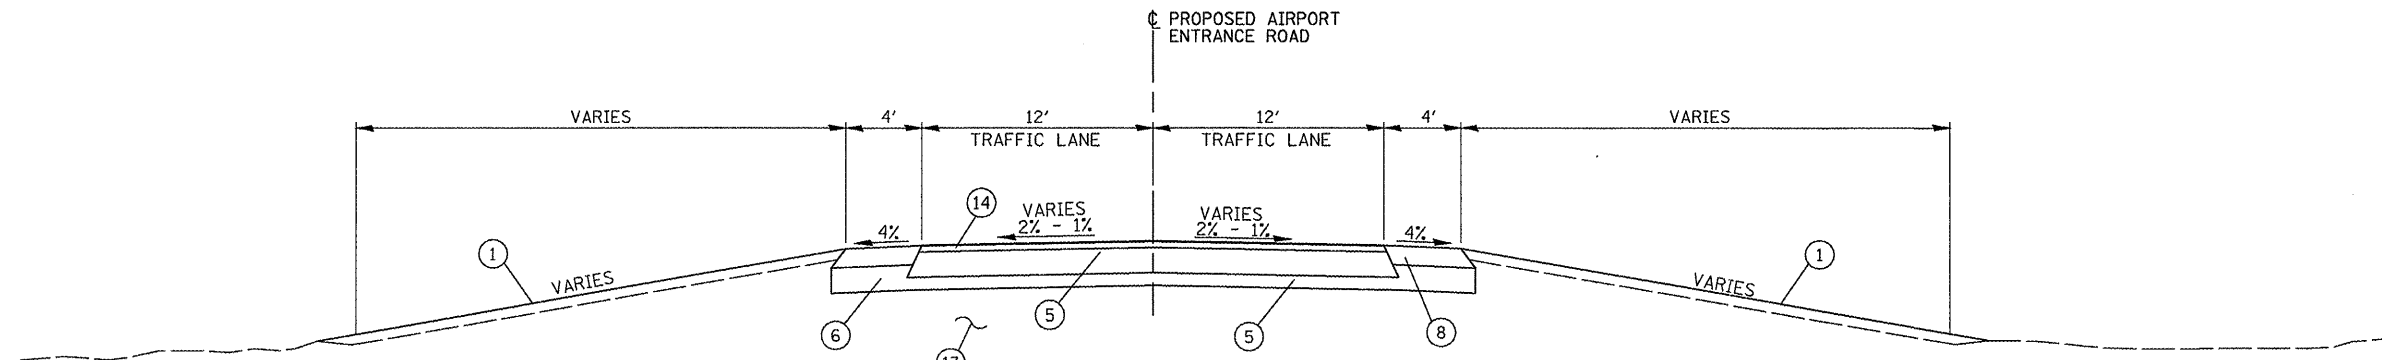 ℄ PROPOSED AIRPORT
ENTRANCE ROAD
VARIES 4' 12' 12' 4' VARIES
TRAFFIC LANE TRAFFIC LANE
14
VARIES VARIES
4% 2% - 1% 2% - 1% 4%
1 1
VARIES VARIES
6 5 5 8